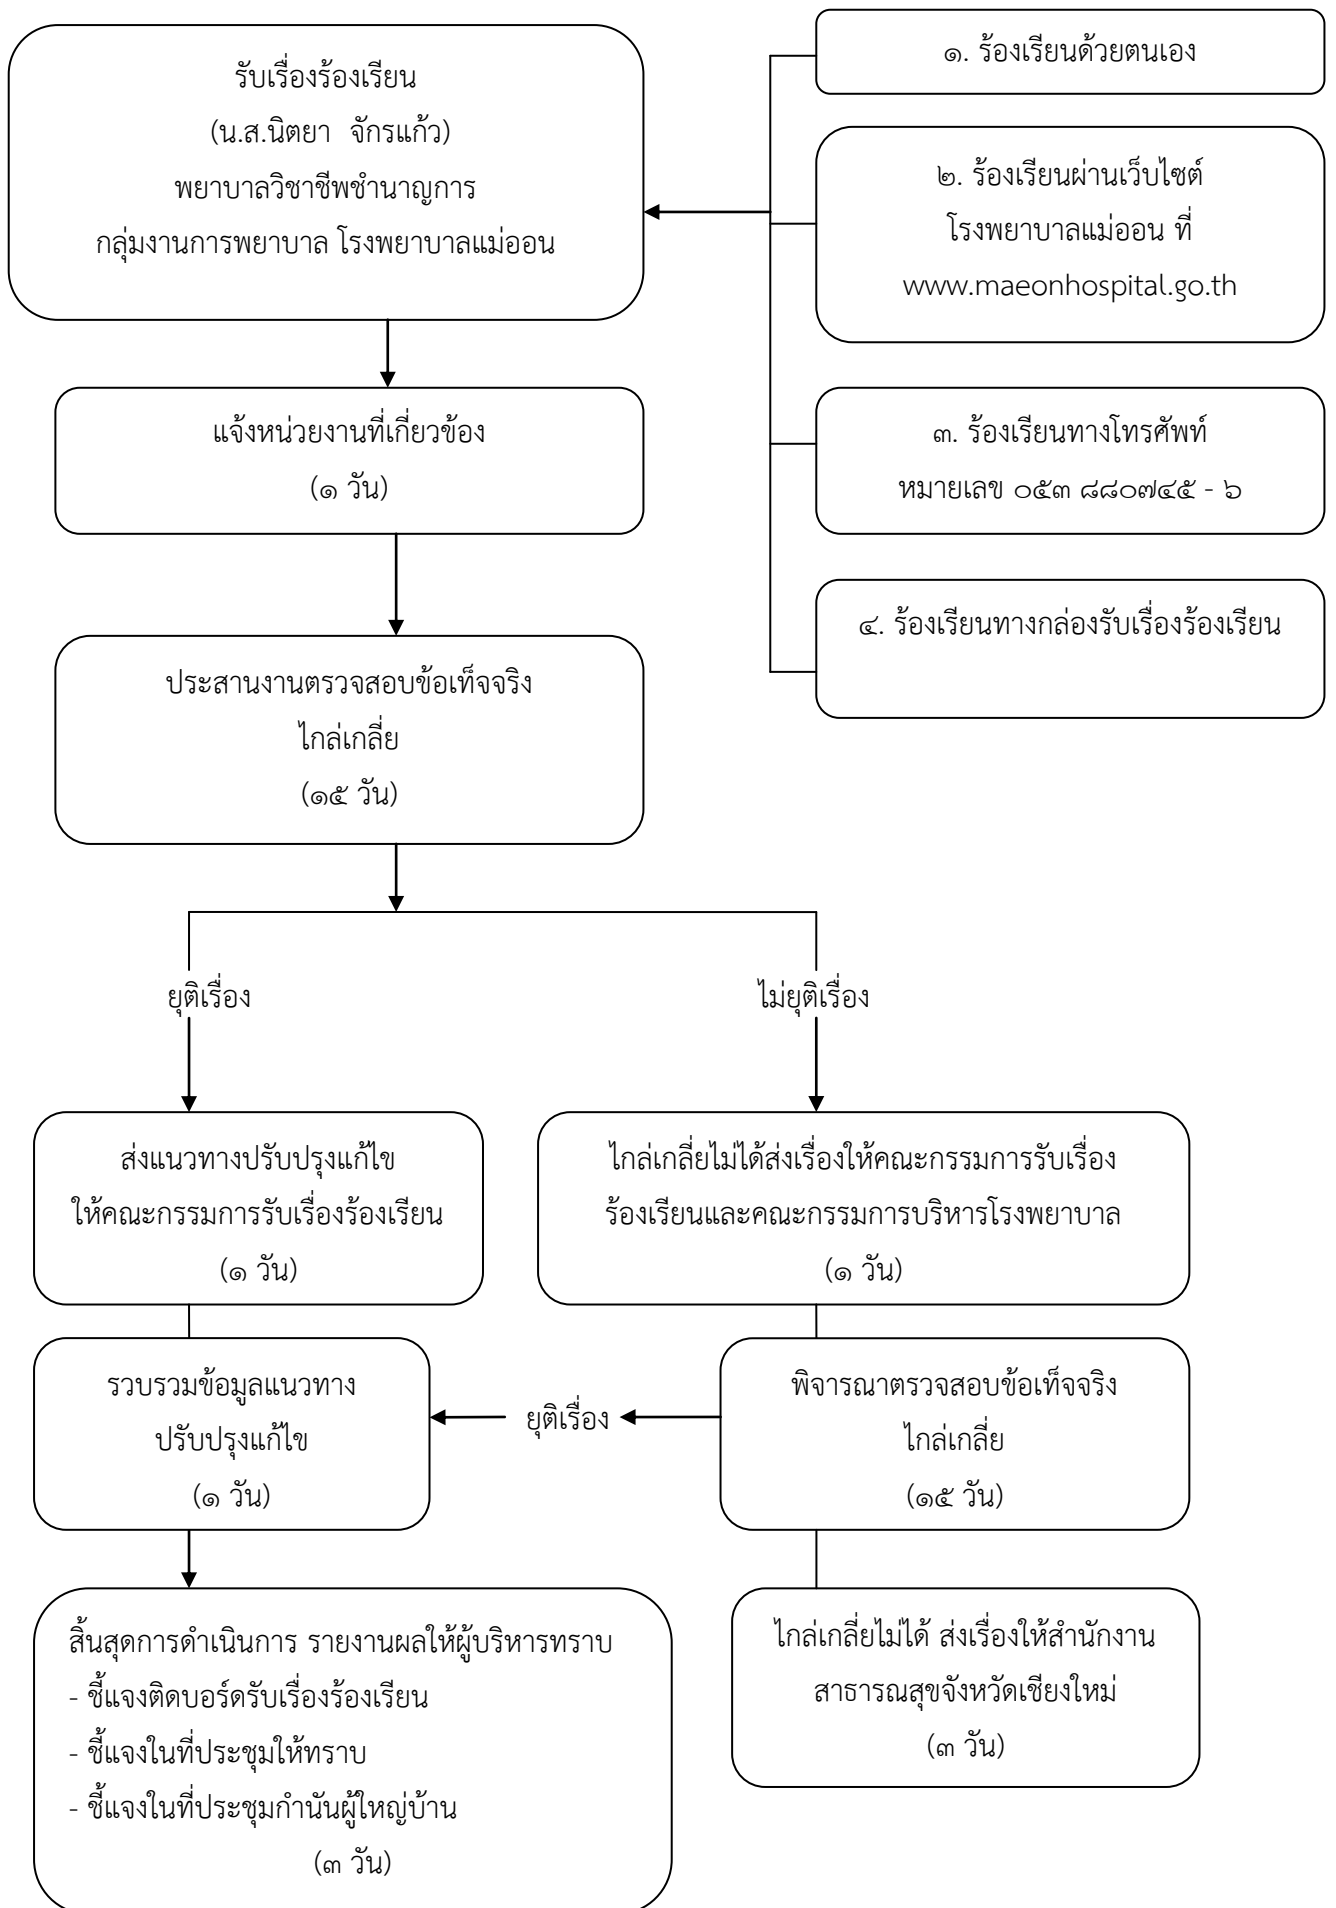 รับเรื่องร้องเรียน
(น.ส.นิตยา จักรแก้ว)
พยาบาลวิชาชีพชำนาญการ
กลุ่มงานการพยาบาล โรงพยาบาลแม่ออน
๑. ร้องเรียนด้วยตนเอง
๒. ร้องเรียนผ่านเว็บไซต์
โรงพยาบาลแม่ออน ที่
www.maeonhospital.go.th
๓. ร้องเรียนทางโทรศัพท์
หมายเลข ๐๕๓ ๘๘๐๗๔๕ - ๖
๔. ร้องเรียนทางกล่องรับเรื่องร้องเรียน
แจ้งหน่วยงานที่เกี่ยวข้อง
(๑ วัน)
ประสานงานตรวจสอบข้อเท็จจริง
ไกล่เกลี่ย
(๑๕ วัน)
ยุติเรื่อง
ไม่ยุติเรื่อง
ส่งแนวทางปรับปรุงแก้ไข
ให้คณะกรรมการรับเรื่องร้องเรียน
(๑ วัน)
ไกล่เกลี่ยไม่ได้ส่งเรื่องให้คณะกรรมการรับเรื่อง
ร้องเรียนและคณะกรรมการบริหารโรงพยาบาล
(๑ วัน)
รวบรวมข้อมูลแนวทาง
ปรับปรุงแก้ไข
(๑ วัน)
ยุติเรื่อง
พิจารณาตรวจสอบข้อเท็จจริง
ไกล่เกลี่ย
(๑๕ วัน)
สิ้นสุดการดำเนินการ รายงานผลให้ผู้บริหารทราบ
- ชี้แจงติดบอร์ดรับเรื่องร้องเรียน
- ชี้แจงในที่ประชุมให้ทราบ
- ชี้แจงในที่ประชุมกำนันผู้ใหญ่บ้าน
(๓ วัน)
ไกล่เกลี่ยไม่ได้ ส่งเรื่องให้สำนักงาน
สาธารณสุขจังหวัดเชียงใหม่
(๓ วัน)